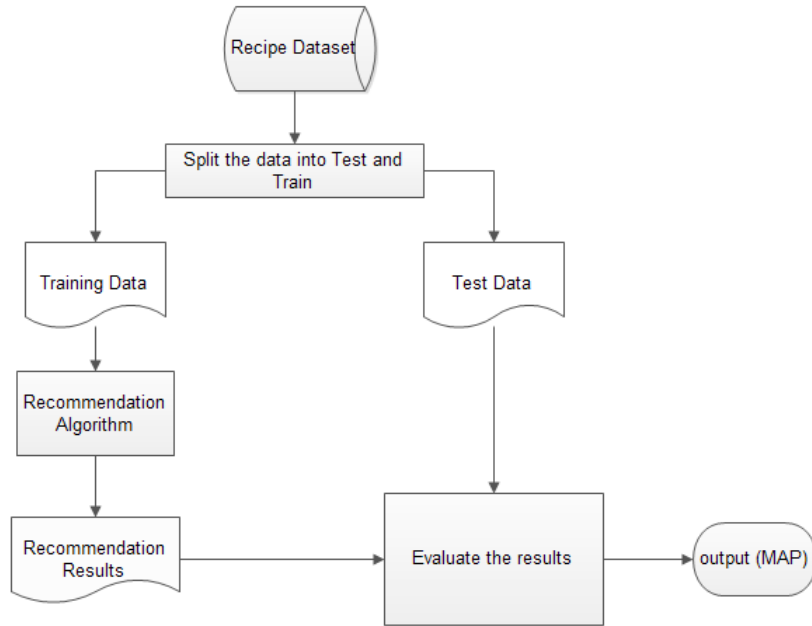 Recipe Dataset
Split the data into Test and
Train
Training Data
Test Data
Recommendation
Algorithm
Recommendation
Results
Evaluate the results
output (MAP)